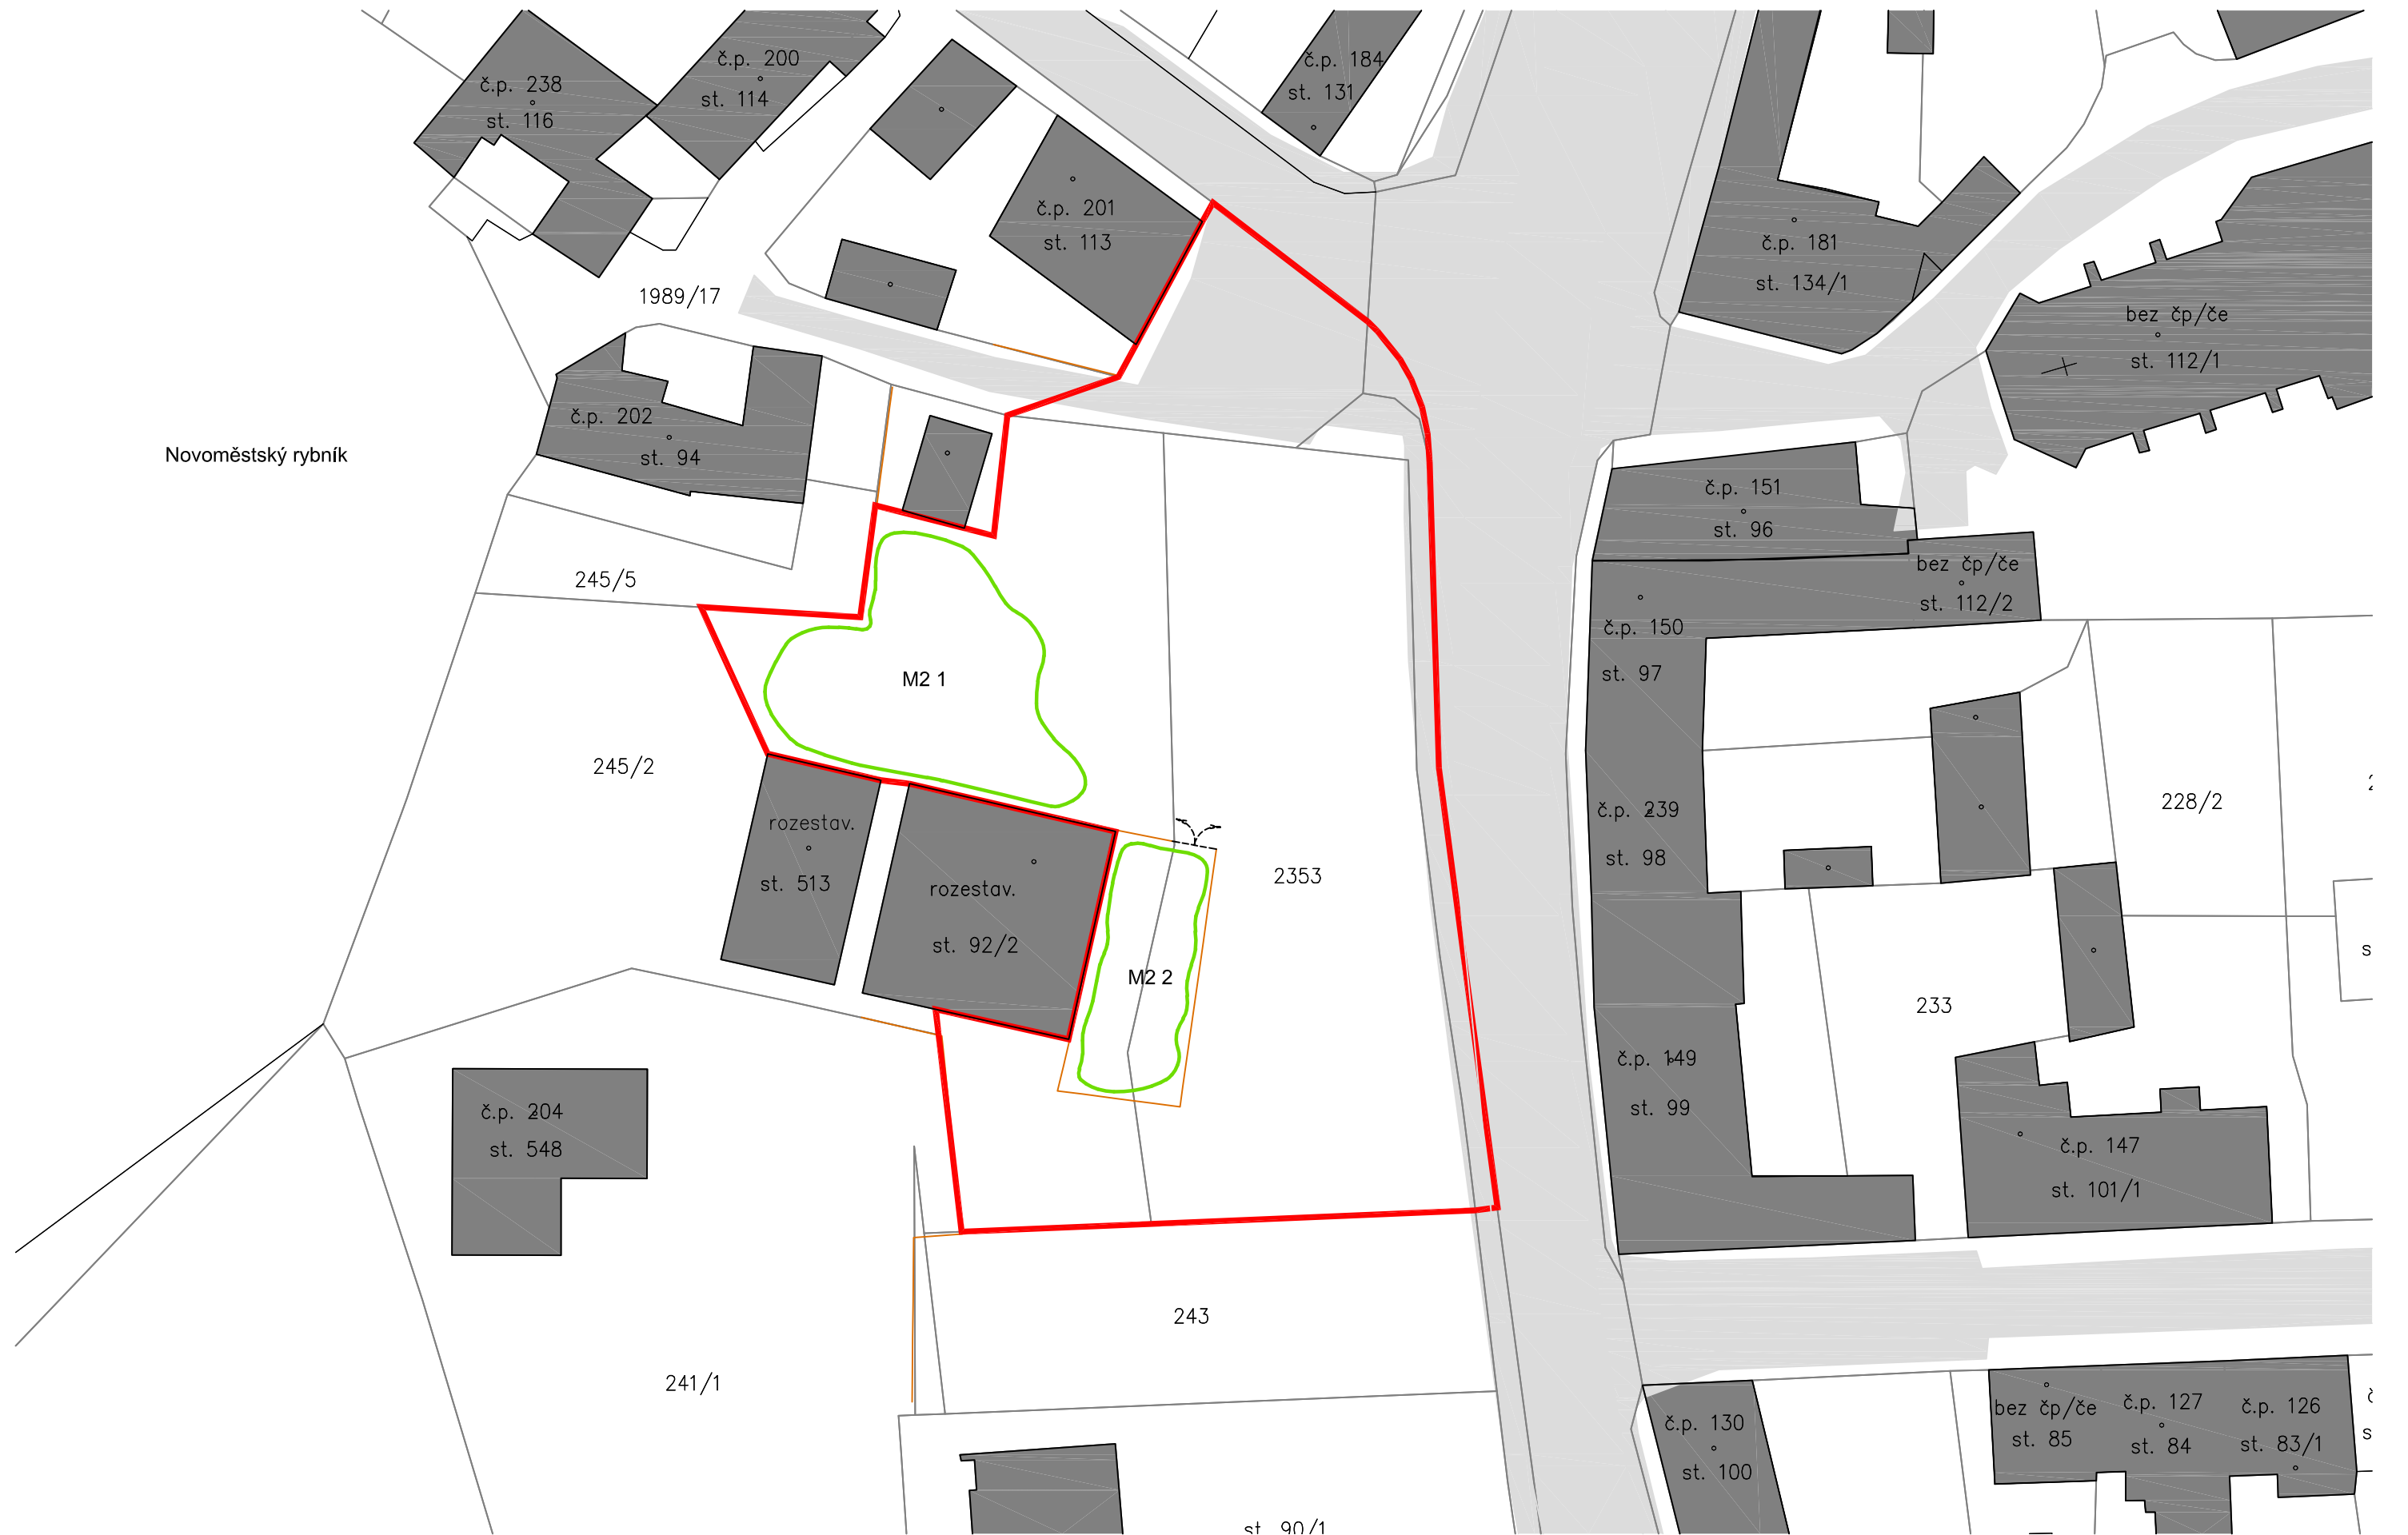 č.p. 238
st. 116
č.p. 200
st. 114
č.p. 184
st. 131
č.p. 201
st. 113
č.p. 181
st. 134/1
1989/17
bez čp/če
st. 112/1
č.p. 202
st. 94
Novoměstský rybník
č.p. 151
st. 96
245/5
bez čp/če
st. 112/2
č.p. 150
st. 97
M2 1
245/2
č.p. 239
st. 98
228/2
rozestav.
st. 513
rozestav.
st. 92/2
2353
M2 2
233
č.p. 149
st. 99
č.p. 204
st. 548
č.p. 147
st. 101/1
243
241/1
č.p. 130
st. 100
bez čp/če
st. 85
č.p. 127
st. 84
č.p. 126
st. 83/1
st. 90/1